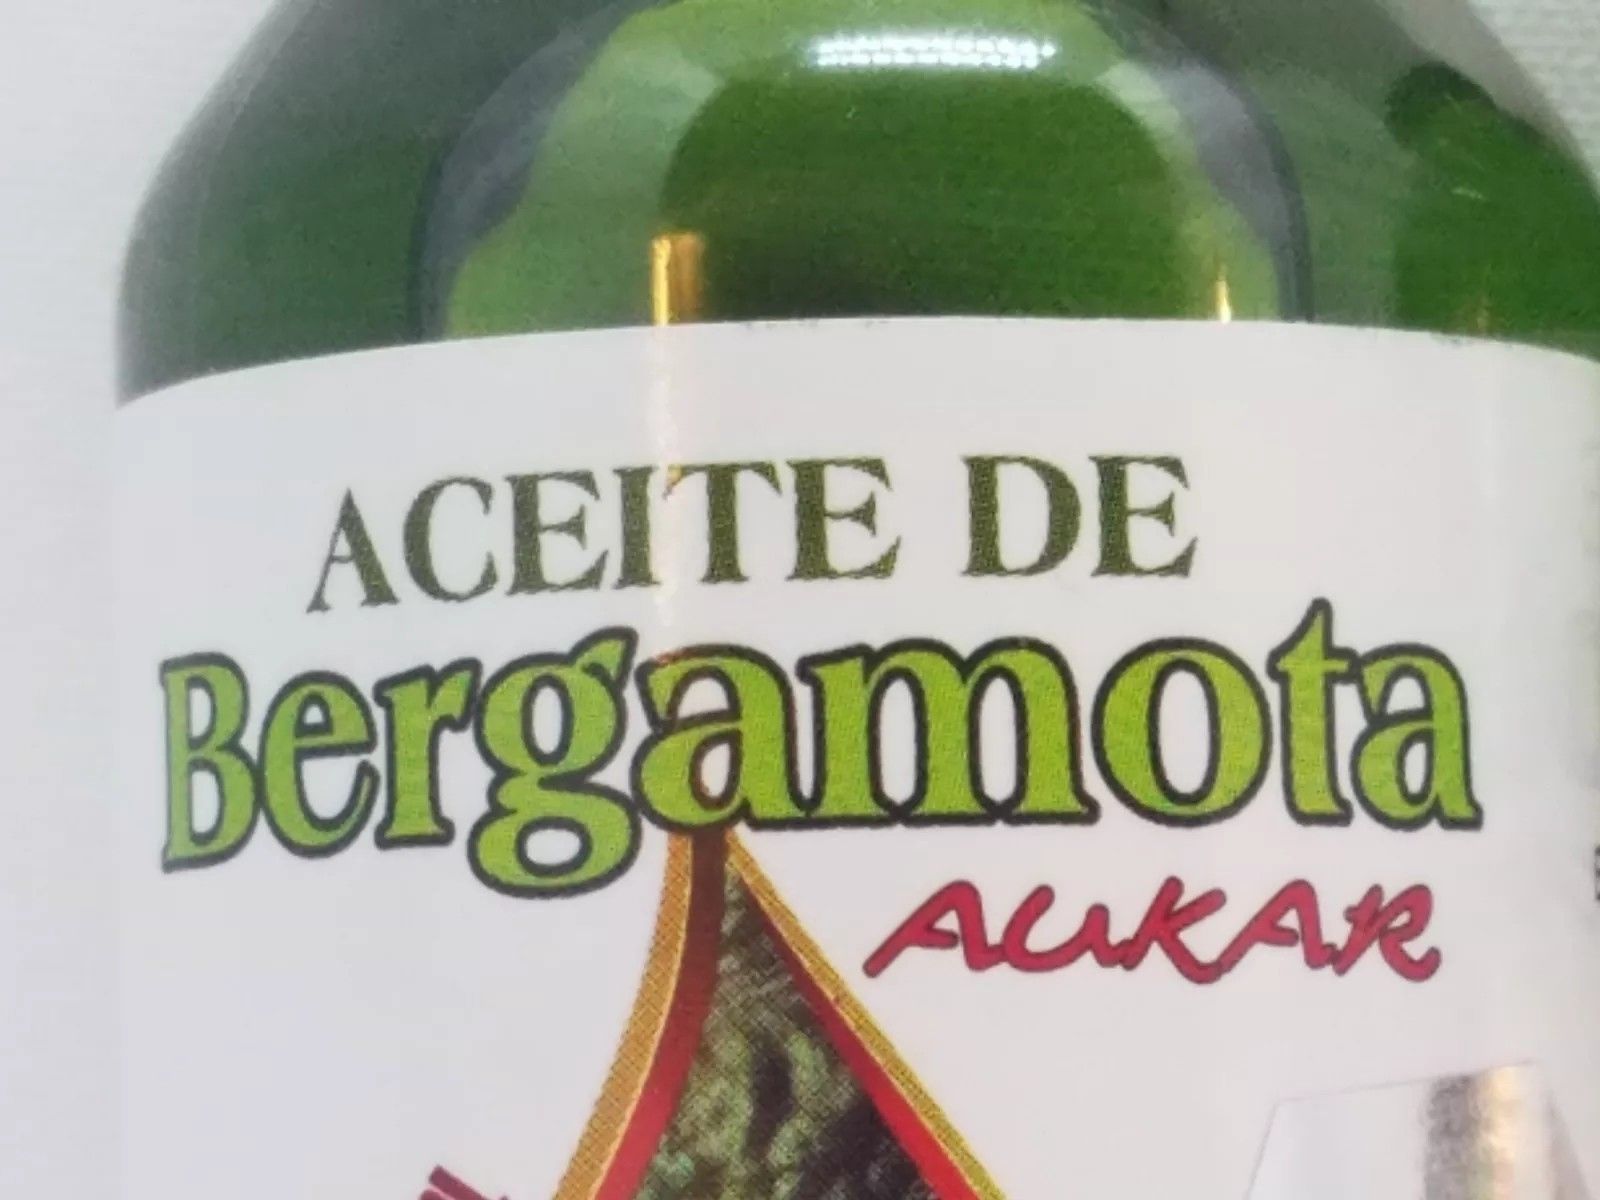 ACEITE DE
Bergamota
AUKAR